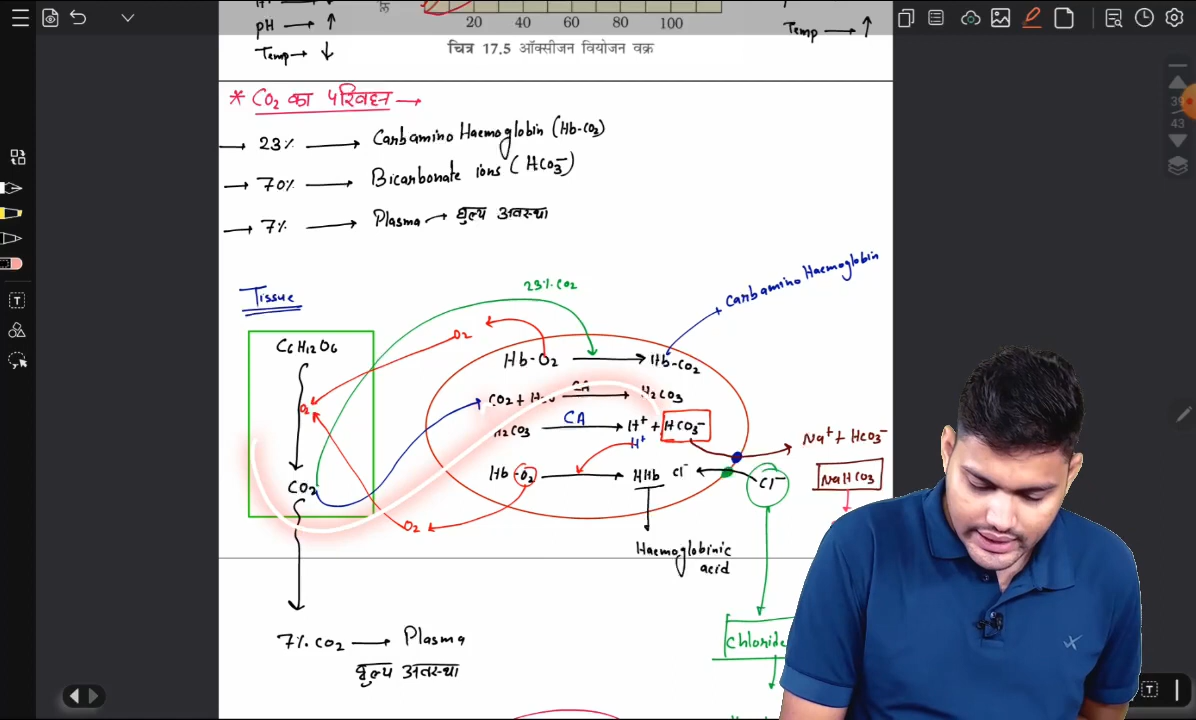 pH → ↑
Temp → ↓
20 40 60 80 100
चित्र 17.5 ऑक्सीजन वियोजन वक्र
Temp → ↑
* CO₂ का परिवहन →
→ 23% → Carbamino Haemoglobin (Hb-CO₂)
→ 70% → Bicarbonate ions (HCO₃⁻)
→ 7% → Plasma → घुल्य अवस्था
Tissue
23% CO₂
Carbamino Haemoglobin
C₆H₁₂O₆
O₂
Hb-O₂ → Hb-CO₂
O₂
CO₂ + H₂O CA → H₂CO₃
H₂CO₃ CA → H⁺ + HCO₃⁻
H⁺
Na⁺ + HCO₃⁻
NaHCO₃
Hb-O₂ → HHb
Cl⁻ ← Cl⁻
CO₂
O₂
Haemoglobinic
acid
7% CO₂ → Plasma
घुल्य अवस्था
Chloride